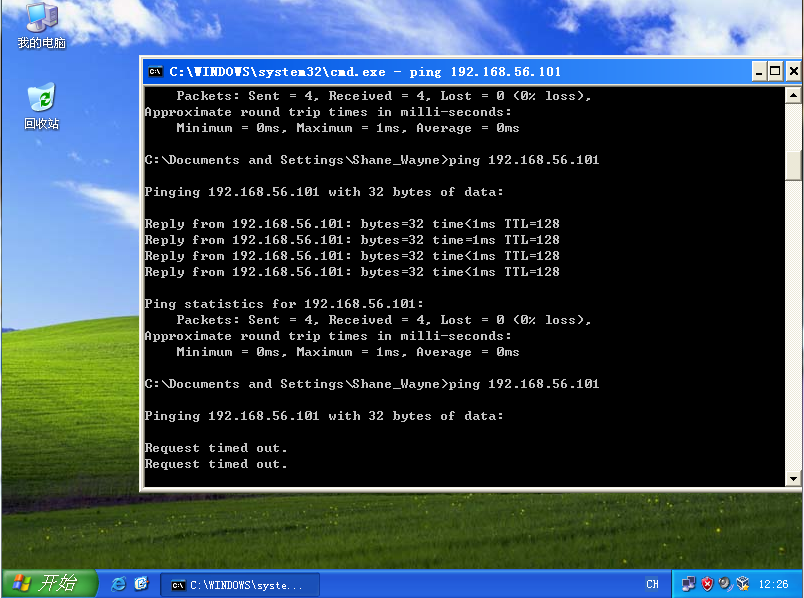 我的电脑
回收站
C:\WINDOWS\system32\cmd.exe - ping 192.168.56.101
Packets: Sent = 4, Received = 4, Lost = 0 (0% loss),
Approximate round trip times in milli-seconds:
Minimum = 0ms, Maximum = 1ms, Average = 0ms
C:\Documents and Settings\Shane_Wayne>ping 192.168.56.101
Pinging 192.168.56.101 with 32 bytes of data:
Reply from 192.168.56.101: bytes=32 time<1ms TTL=128
Reply from 192.168.56.101: bytes=32 time=1ms TTL=128
Reply from 192.168.56.101: bytes=32 time<1ms TTL=128
Reply from 192.168.56.101: bytes=32 time<1ms TTL=128
Ping statistics for 192.168.56.101:
Packets: Sent = 4, Received = 4, Lost = 0 (0% loss),
Approximate round trip times in milli-seconds:
Minimum = 0ms, Maximum = 1ms, Average = 0ms
C:\Documents and Settings\Shane_Wayne>ping 192.168.56.101
Pinging 192.168.56.101 with 32 bytes of data:
Request timed out.
Request timed out.
开始
C:\WINDOWS\syste...
CH
12:26